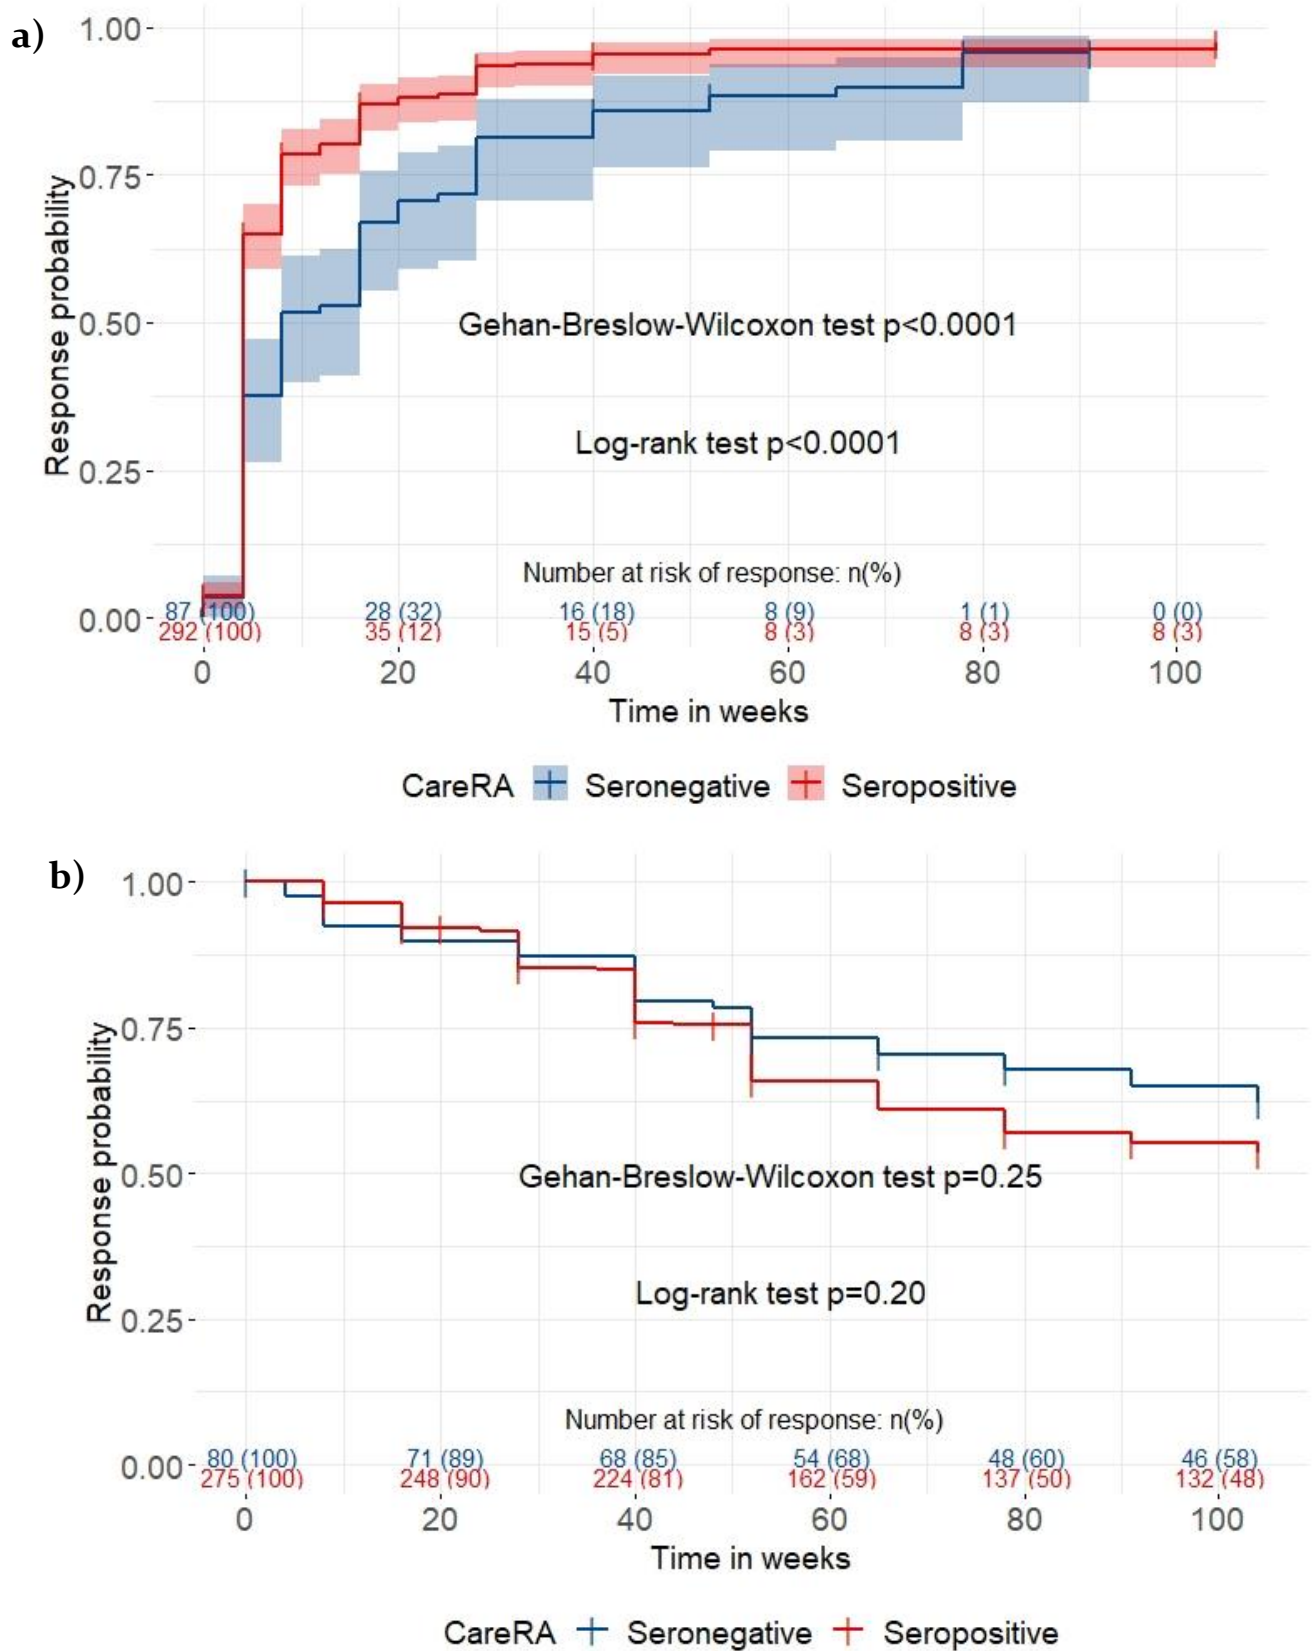 a)
Response probability
1.00
0.75
0.50
0.25
0.00
Gehan-Breslow-Wilcoxon test p<0.0001
Log-rank test p<0.0001
Number at risk of response: n(%)
87 (100) 28 (32) 16 (18) 8 (9) 1 (1) 0 (0)
292 (100) 35 (12) 15 (5) 8 (3) 8 (3) 8 (3)
0 20 40 60 80 100
Time in weeks
CareRA Seronegative Seropositive
b)
Response probability
1.00
0.75
0.50
0.25
0.00
Gehan-Breslow-Wilcoxon test p=0.25
Log-rank test p=0.20
Number at risk of response: n(%)
80 (100) 71 (89) 68 (85) 54 (68) 48 (60) 46 (58)
275 (100) 248 (90) 224 (81) 162 (59) 137 (50) 132 (48)
0 20 40 60 80 100
Time in weeks
CareRA Seronegative Seropositive